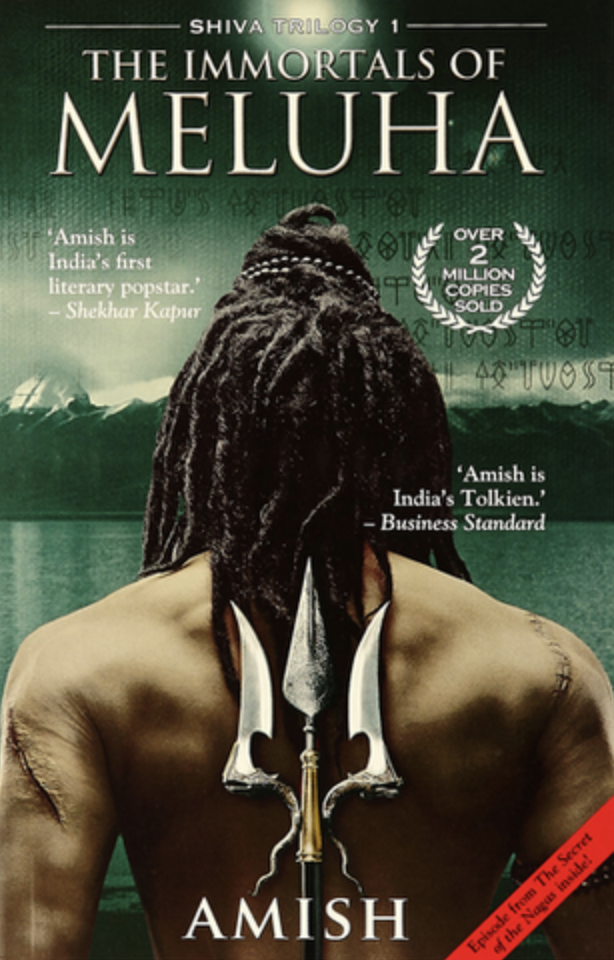 SHIVA TRILOGY 1
THE IMMORTALS OF
MELUHA
'Amish is
India's first
literary popstar.'
– Shekhar Kapur
OVER
2
MILLION
COPIES
SOLD
'Amish is
India's Tolkien.'
– Business Standard
AMISH
Episode from The Secret
of the Nagas inside!